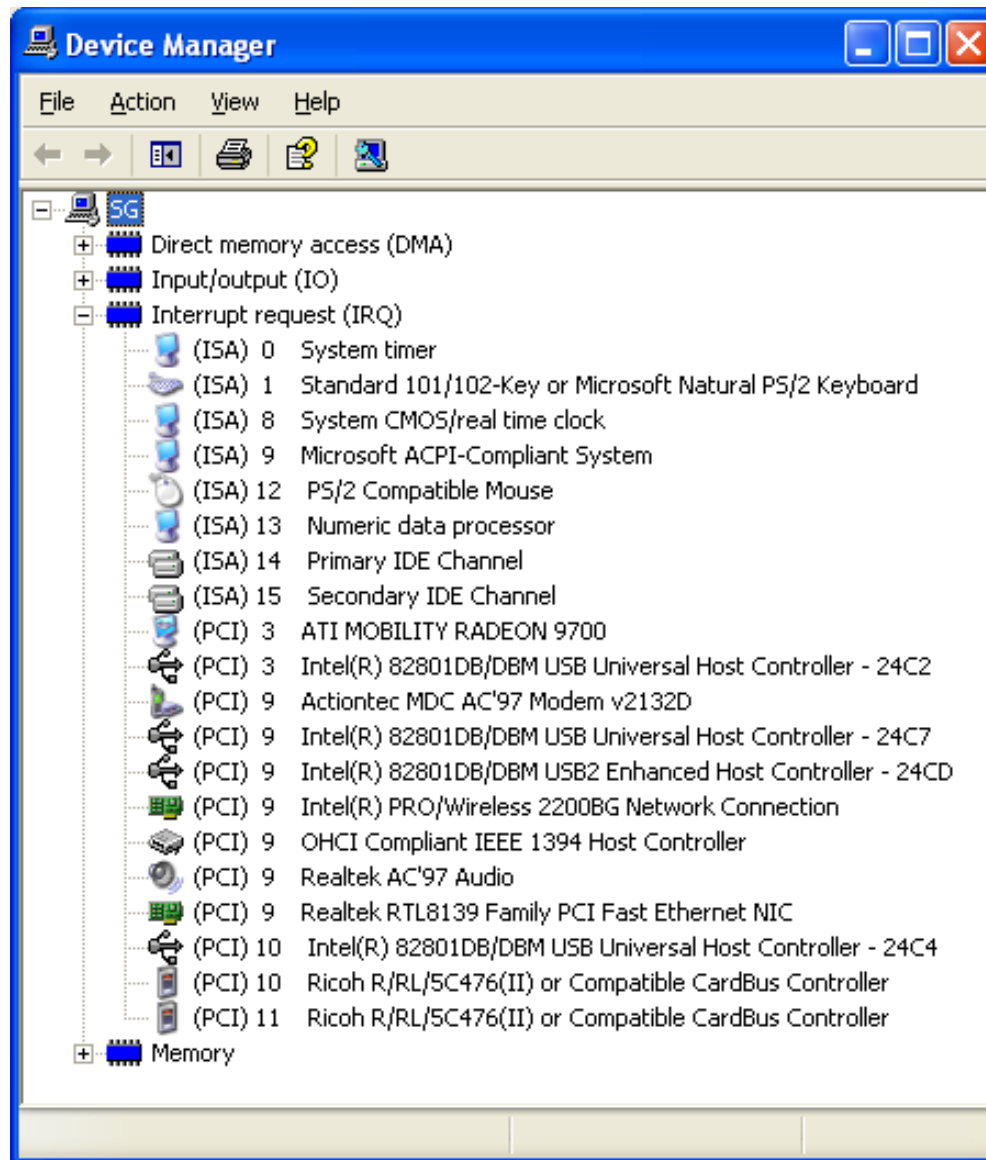 Device Manager
File Action View Help
SG
Direct memory access (DMA)
Input/output (IO)
Interrupt request (IRQ)
(ISA) 0 System timer
(ISA) 1 Standard 101/102-Key or Microsoft Natural PS/2 Keyboard
(ISA) 8 System CMOS/real time clock
(ISA) 9 Microsoft ACPI-Compliant System
(ISA) 12 PS/2 Compatible Mouse
(ISA) 13 Numeric data processor
(ISA) 14 Primary IDE Channel
(ISA) 15 Secondary IDE Channel
(PCI) 3 ATI MOBILITY RADEON 9700
(PCI) 3 Intel(R) 82801DB/DBM USB Universal Host Controller - 24C2
(PCI) 9 Actiontec MDC AC'97 Modem v2132D
(PCI) 9 Intel(R) 82801DB/DBM USB Universal Host Controller - 24C7
(PCI) 9 Intel(R) 82801DB/DBM USB2 Enhanced Host Controller - 24CD
(PCI) 9 Intel(R) PRO/Wireless 2200BG Network Connection
(PCI) 9 OHCI Compliant IEEE 1394 Host Controller
(PCI) 9 Realtek AC'97 Audio
(PCI) 9 Realtek RTL8139 Family PCI Fast Ethernet NIC
(PCI) 10 Intel(R) 82801DB/DBM USB Universal Host Controller - 24C4
(PCI) 10 Ricoh R/RL/5C476(II) or Compatible CardBus Controller
(PCI) 11 Ricoh R/RL/5C476(II) or Compatible CardBus Controller
Memory